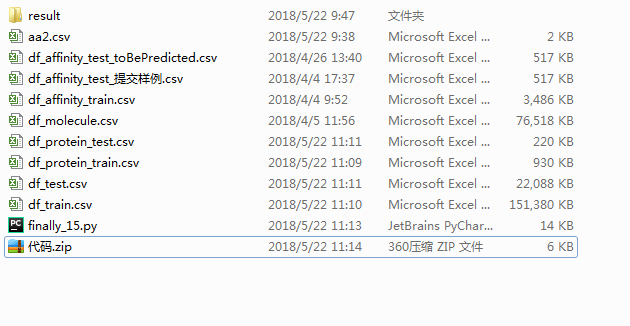 result 2018/5/22 9:47 文件夹
aa2.csv 2018/5/22 9:38 Microsoft Excel ... 2 KB
df_affinity_test_toBePredicted.csv 2018/4/26 13:40 Microsoft Excel ... 517 KB
df_affinity_test_提交样例.csv 2018/4/4 17:37 Microsoft Excel ... 517 KB
df_affinity_train.csv 2018/4/4 9:52 Microsoft Excel ... 3,486 KB
df_molecule.csv 2018/4/5 11:56 Microsoft Excel ... 76,518 KB
df_protein_test.csv 2018/5/22 11:11 Microsoft Excel ... 220 KB
df_protein_train.csv 2018/5/22 11:09 Microsoft Excel ... 930 KB
df_test.csv 2018/5/22 11:11 Microsoft Excel ... 22,088 KB
df_train.csv 2018/5/22 11:10 Microsoft Excel ... 151,380 KB
PC finally_15.py 2018/5/22 11:13 JetBrains PyChar... 14 KB
代码.zip 2018/5/22 11:14 360压缩 ZIP 文件 6 KB